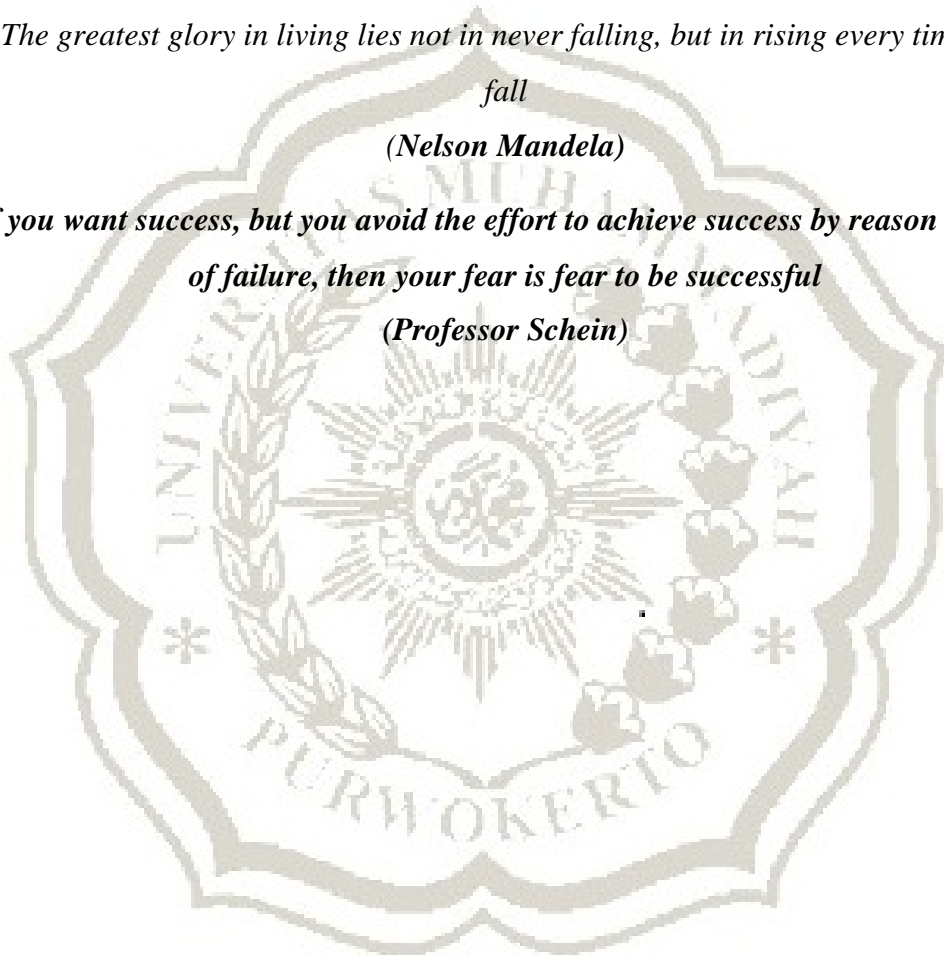 The greatest glory in living lies not in never falling, but in rising every
fall
(Nelson Mandela)
you want success, but you avoid the effort to achieve success by reason
of failure, then your fear is fear to be successful
(Professor Schein)
UNIVERSITAS MUHAMMADIYAH
PURWOKERTO